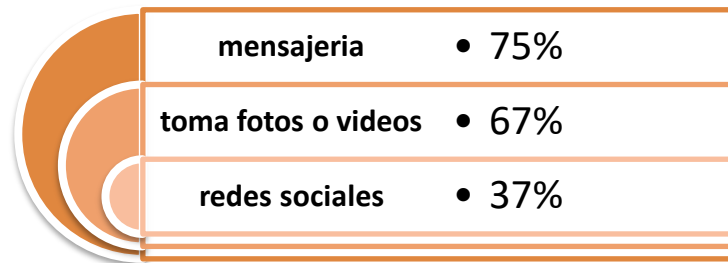 mensajeria • 75%
toma fotos o videos • 67%
redes sociales • 37%